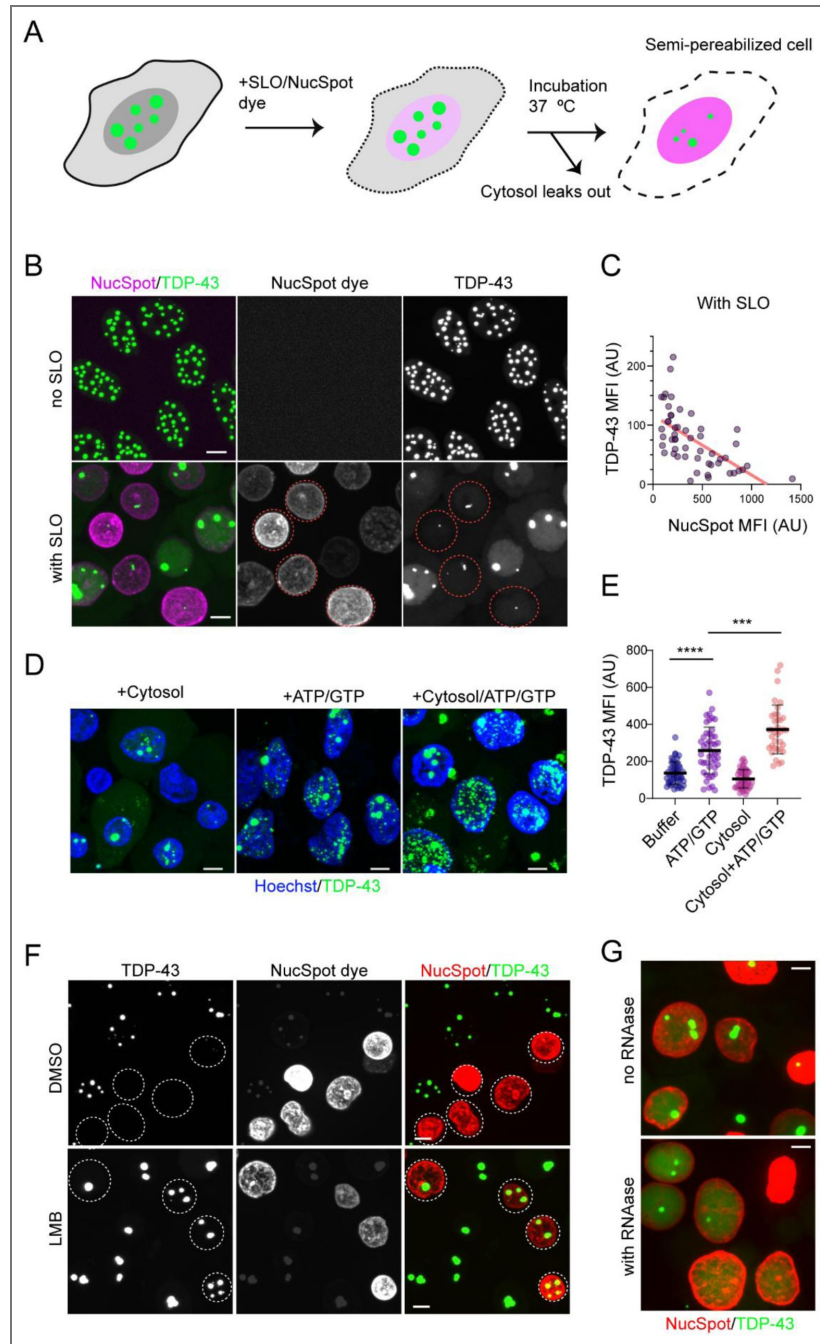 A
+SLO/NucSpot
dye
Incubation
37 ºC
Cytosol leaks out
Semi-pereabilized cell
B
NucSpot/TDP-43
NucSpot dye
TDP-43
no SLO
with SLO
C
With SLO
TDP-43 MFI (AU)
200
100
0
0
500
1000
1500
NucSpot MFI (AU)
D
+Cytosol
+ATP/GTP
+Cytosol/ATP/GTP
Hoechst/TDP-43
E
TDP-43 MFI (AU)
800
600
400
200
0
****
***
Buffer
ATP/GTP
Cytosol
Cytosol+ATP/GTP
F
TDP-43
NucSpot dye
NucSpot/TDP-43
DMSO
LMB
G
no RNAase
with RNAase
NucSpot/TDP-43